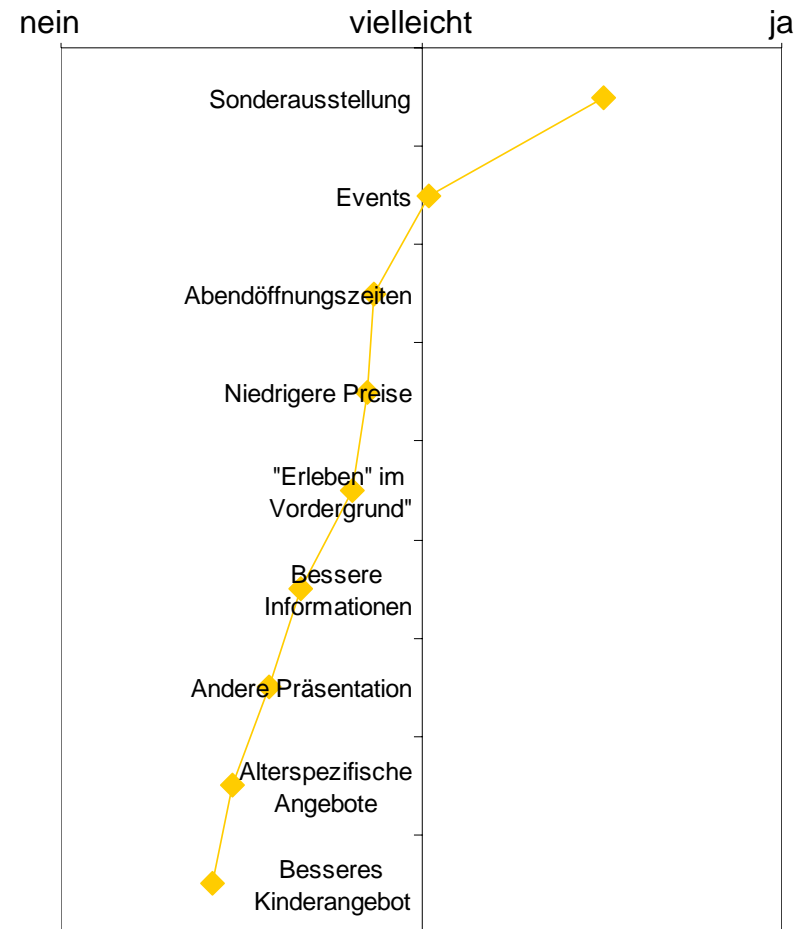 nein vielleicht ja
Sonderausstellung
Events
Abendöffnungszeiten
Niedrigere Preise
"Erleben" im
Vordergrund"
Bessere
Informationen
Andere Präsentation
Alterspezifische
Angebote
Besseres
Kinderangebot